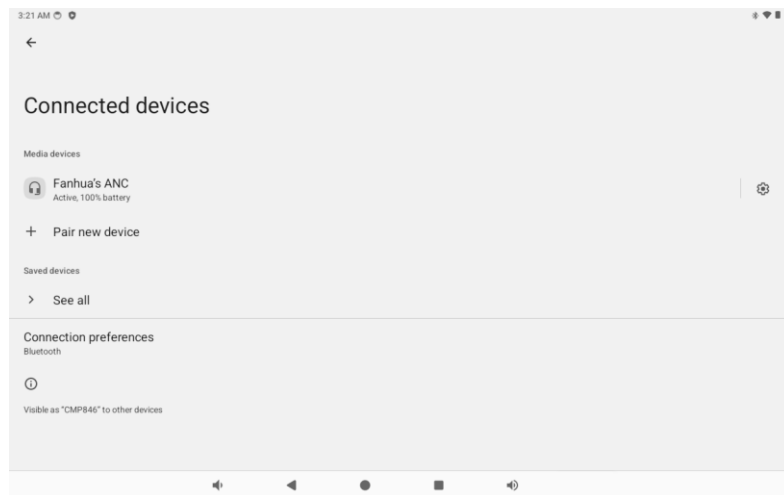 3:21 AM
Connected devices
Media devices
Fanhua's ANC
Active, 100% battery
Pair new device
Saved devices
See all
Connection preferences
Bluetooth
Visible as "CMP846" to other devices